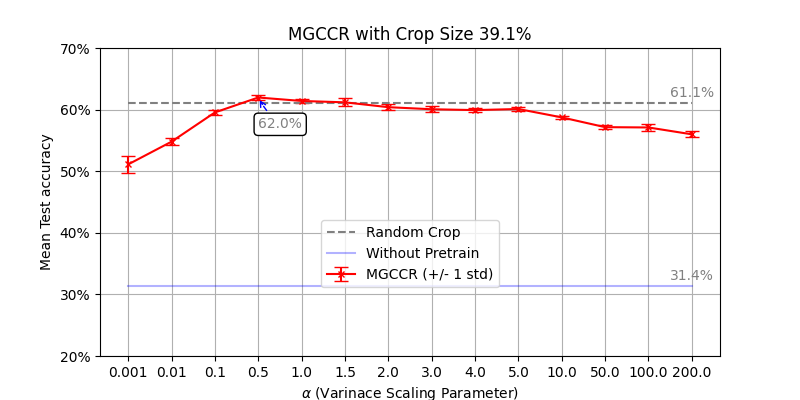 MGCCR with Crop Size 39.1%
70%
60%
50%
40%
30%
20%
Mean Test accuracy
61.1%
62.0%
Random Crop
Without Pretrain
MGCCR (+/- 1 std)
31.4%
0.001 0.01 0.1 0.5 1.0 1.5 2.0 3.0 4.0 5.0 10.0 50.0 100.0 200.0
α (Varinace Scaling Parameter)